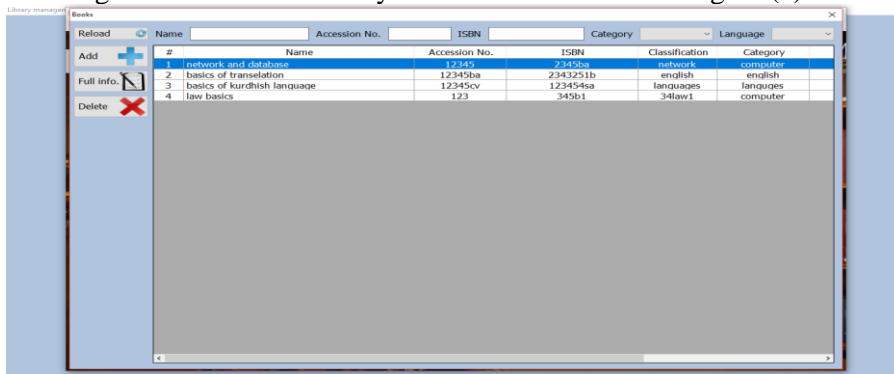 Library managem
Books
Reload Name Accession No. ISBN Category Language
Add
Full info.
Delete
# Name Accession No. ISBN Classification Category
1 network and database 12345 2345ba network computer
2 basics of transelation 12345ba 2343251b english english
3 basics of kurdhish language 12345cv 123454sa languages languges
4 law basics 123 345b1 34law1 computer